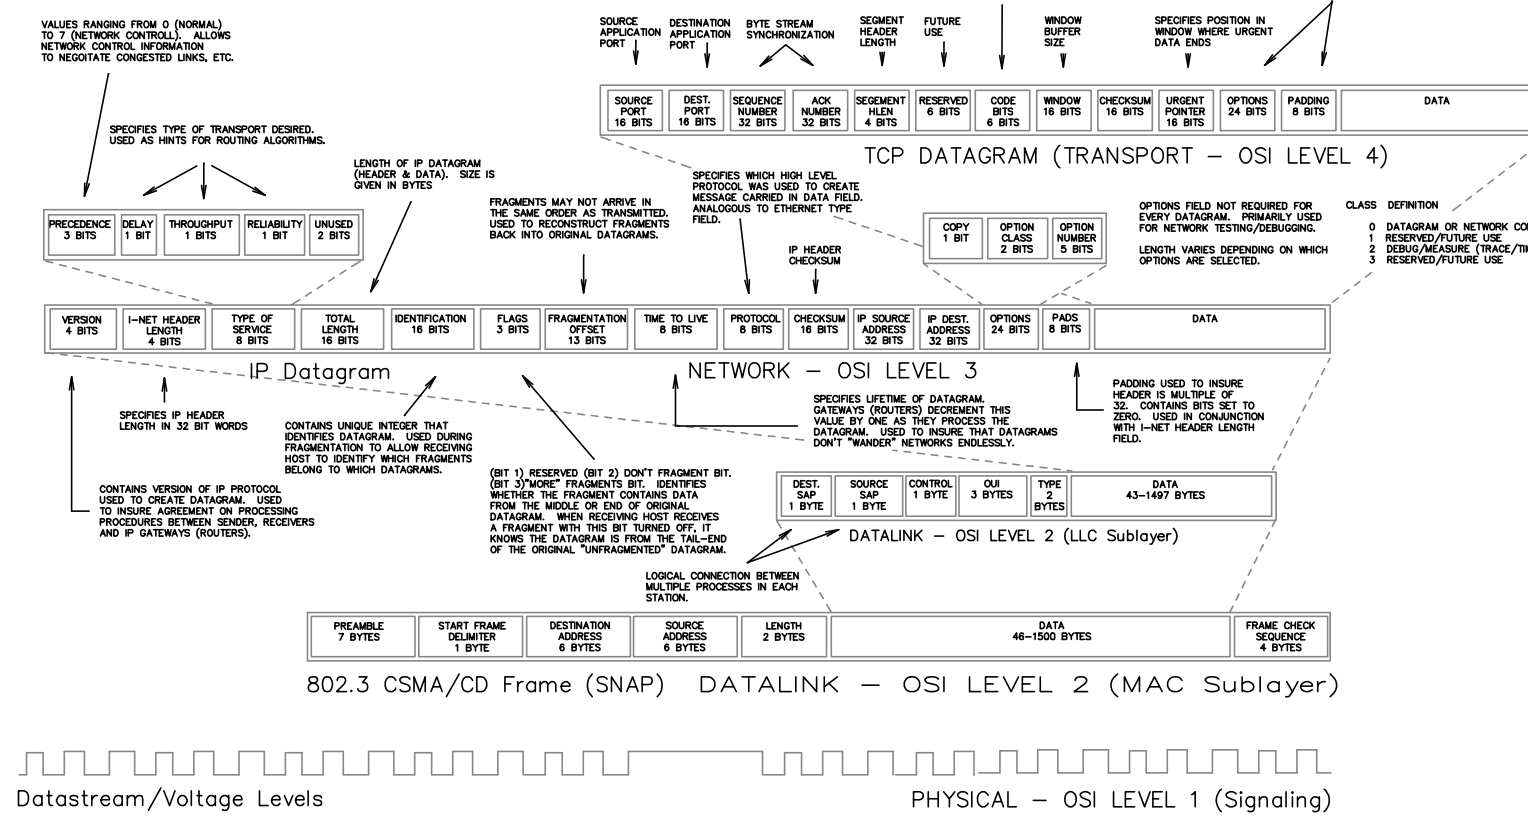 VALUES RANGING FROM 0 (NORMAL)
TO 7 (NETWORK CONTROLL).  ALLOWS
NETWORK CONTROL INFORMATION
TO NEGOITATE CONGESTED LINKS, ETC.
SPECIFIES TYPE OF TRANSPORT DESIRED.
USED AS HINTS FOR ROUTING ALGORITHMS.
SOURCE
APPLICATION
PORT
DESTINATION
APPLICATION
PORT
BYTE STREAM
SYNCHRONIZATION
SEGMENT
HEADER
LENGTH
FUTURE
USE
WINDOW
BUFFER
SIZE
SPECIFIES POSITION IN
WINDOW WHERE URGENT
DATA ENDS
SOURCE
PORT
16 BITS
DEST.
PORT
16 BITS
SEQUENCE
NUMBER
32 BITS
ACK
NUMBER
32 BITS
SEGEMENT
HLEN
4 BITS
RESERVED
6 BITS
CODE
BITS
6 BITS
WINDOW
16 BITS
CHECKSUM
16 BITS
URGENT
POINTER
16 BITS
OPTIONS
24 BITS
PADDING
8 BITS
DATA
TCP DATAGRAM (TRANSPORT – OSI LEVEL 4)
LENGTH OF IP DATAGRAM
(HEADER & DATA).  SIZE IS
GIVEN IN BYTES
FRAGMENTS MAY NOT ARRIVE IN
THE SAME ORDER AS TRANSMITTED.
USED TO RECONSTRUCT FRAGMENTS
BACK INTO ORIGINAL DATAGRAMS.
SPECIFIES WHICH HIGH LEVEL
PROTOCOL WAS USED TO CREATE
MESSAGE CARRIED IN DATA FIELD.
ANALOGOUS TO ETHERNET TYPE
FIELD.
IP HEADER
CHECKSUM
PRECEDENCE
3 BITS
DELAY
1 BIT
THROUGHPUT
1 BITS
RELIABILITY
1 BIT
UNUSED
2 BITS
COPY
1 BIT
OPTION
CLASS
2 BITS
OPTION
NUMBER
5 BITS
OPTIONS FIELD NOT REQUIRED FOR
EVERY DATAGRAM.  PRIMARILY USED
FOR NETWORK TESTING/DEBUGGING.
LENGTH VARIES DEPENDING ON WHICH
OPTIONS ARE SELECTED.
CLASS   DEFINITION
0   DATAGRAM OR NETWORK
1   RESERVED/FUTURE USE
2   DEBUG/MEASURE
3   RESERVED/FUTURE USE
VERSION
4 BITS
I–NET HEADER
LENGTH
4 BITS
TYPE OF
SERVICE
8 BITS
TOTAL
LENGTH
16 BITS
IDENTIFICATION
16 BITS
FLAGS
3 BITS
FRAGMENTATION
OFFSET
13 BITS
TIME TO LIVE
8 BITS
PROTOCOL
8 BITS
CHECKSUM
16 BITS
IP SOURCE
ADDRESS
32 BITS
IP DEST.
ADDRESS
32 BITS
OPTIONS
24 BITS
PADS
8 BITS
DATA
IP Datagram
NETWORK – OSI LEVEL 3
SPECIFIES IP HEADER
LENGTH IN 32 BIT WORDS
CONTAINS VERSION OF IP PROTOCOL
USED TO CREATE DATAGRAM.  USED
TO INSURE AGREEMENT ON PROCESSING
PROCEDURES BETWEEN SENDER, RECEIVERS
AND IP GATEWAYS (ROUTERS).
CONTAINS UNIQUE INTEGER THAT
IDENTIFIES DATAGRAM.  USED DURING
FRAGMENTATION TO ALLOW RECEIVING
HOST TO IDENTIFY WHICH FRAGMENTS
BELONG TO WHICH DATAGRAMS.
(BIT 1) RESERVED (BIT 2) DON'T FRAGMENT BIT.
(BIT 3)"MORE" FRAGMENTS BIT.  IDENTIFIES
WHETHER THE FRAGMENT CONTAINS DATA
FROM THE MIDDLE OR END OF ORIGINAL
DATAGRAM.  WHEN RECEIVING HOST RECEIVES
A FRAGMENT WITH THIS BIT TURNED OFF, IT
KNOWS THE DATAGRAM IS FROM THE TAIL–END
OF THE ORIGINAL "UNFRAGMENTED" DATAGRAM.
SPECIFIES LIFETIME OF DATAGRAM.
GATEWAYS (ROUTERS) DECREMENT THIS
VALUE BY ONE AS THEY PROCESS THE
DATAGRAM.  USED TO INSURE THAT DATAGRAMS
DON'T "WANDER" NETWORKS ENDLESSLY.
PADDING USED TO INSURE
HEADER IS MULTIPLE OF
32.  CONTAINS BITS SET TO
ZERO.  USED IN CONJUNCTION
WITH I–NET HEADER LENGTH
FIELD.
DEST.
SAP
1 BYTE
SOURCE
SAP
1 BYTE
CONTROL
1 BYTE
OUI
3 BYTES
TYPE
2
BYTES
DATA
43–1497 BYTES
DATALINK – OSI LEVEL 2 (LLC Sublayer)
LOGICAL CONNECTION BETWEEN
MULTIPLE PROCESSES IN EACH
STATION.
PREAMBLE
7 BYTES
START FRAME
DELIMITER
1 BYTE
DESTINATION
ADDRESS
6 BYTES
SOURCE
ADDRESS
6 BYTES
LENGTH
2 BYTES
DATA
46–1500 BYTES
FRAME CHECK
SEQUENCE
4 BYTES
802.3 CSMA/CD Frame (SNAP)
DATALINK – OSI LEVEL 2 (MAC Sublayer)
Datastream/Voltage Levels
PHYSICAL – OSI LEVEL 1 (Signaling)